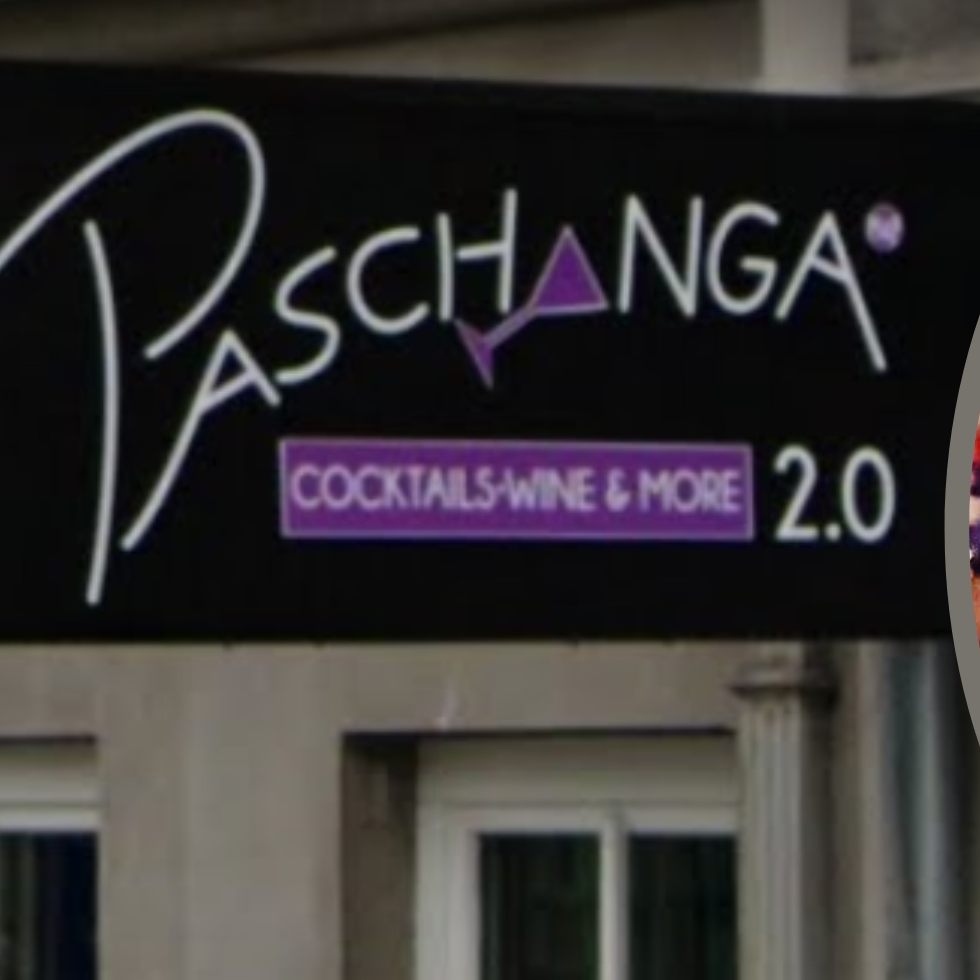 PASCHANGA®
COCKTAILS-WINE & MORE 2.0